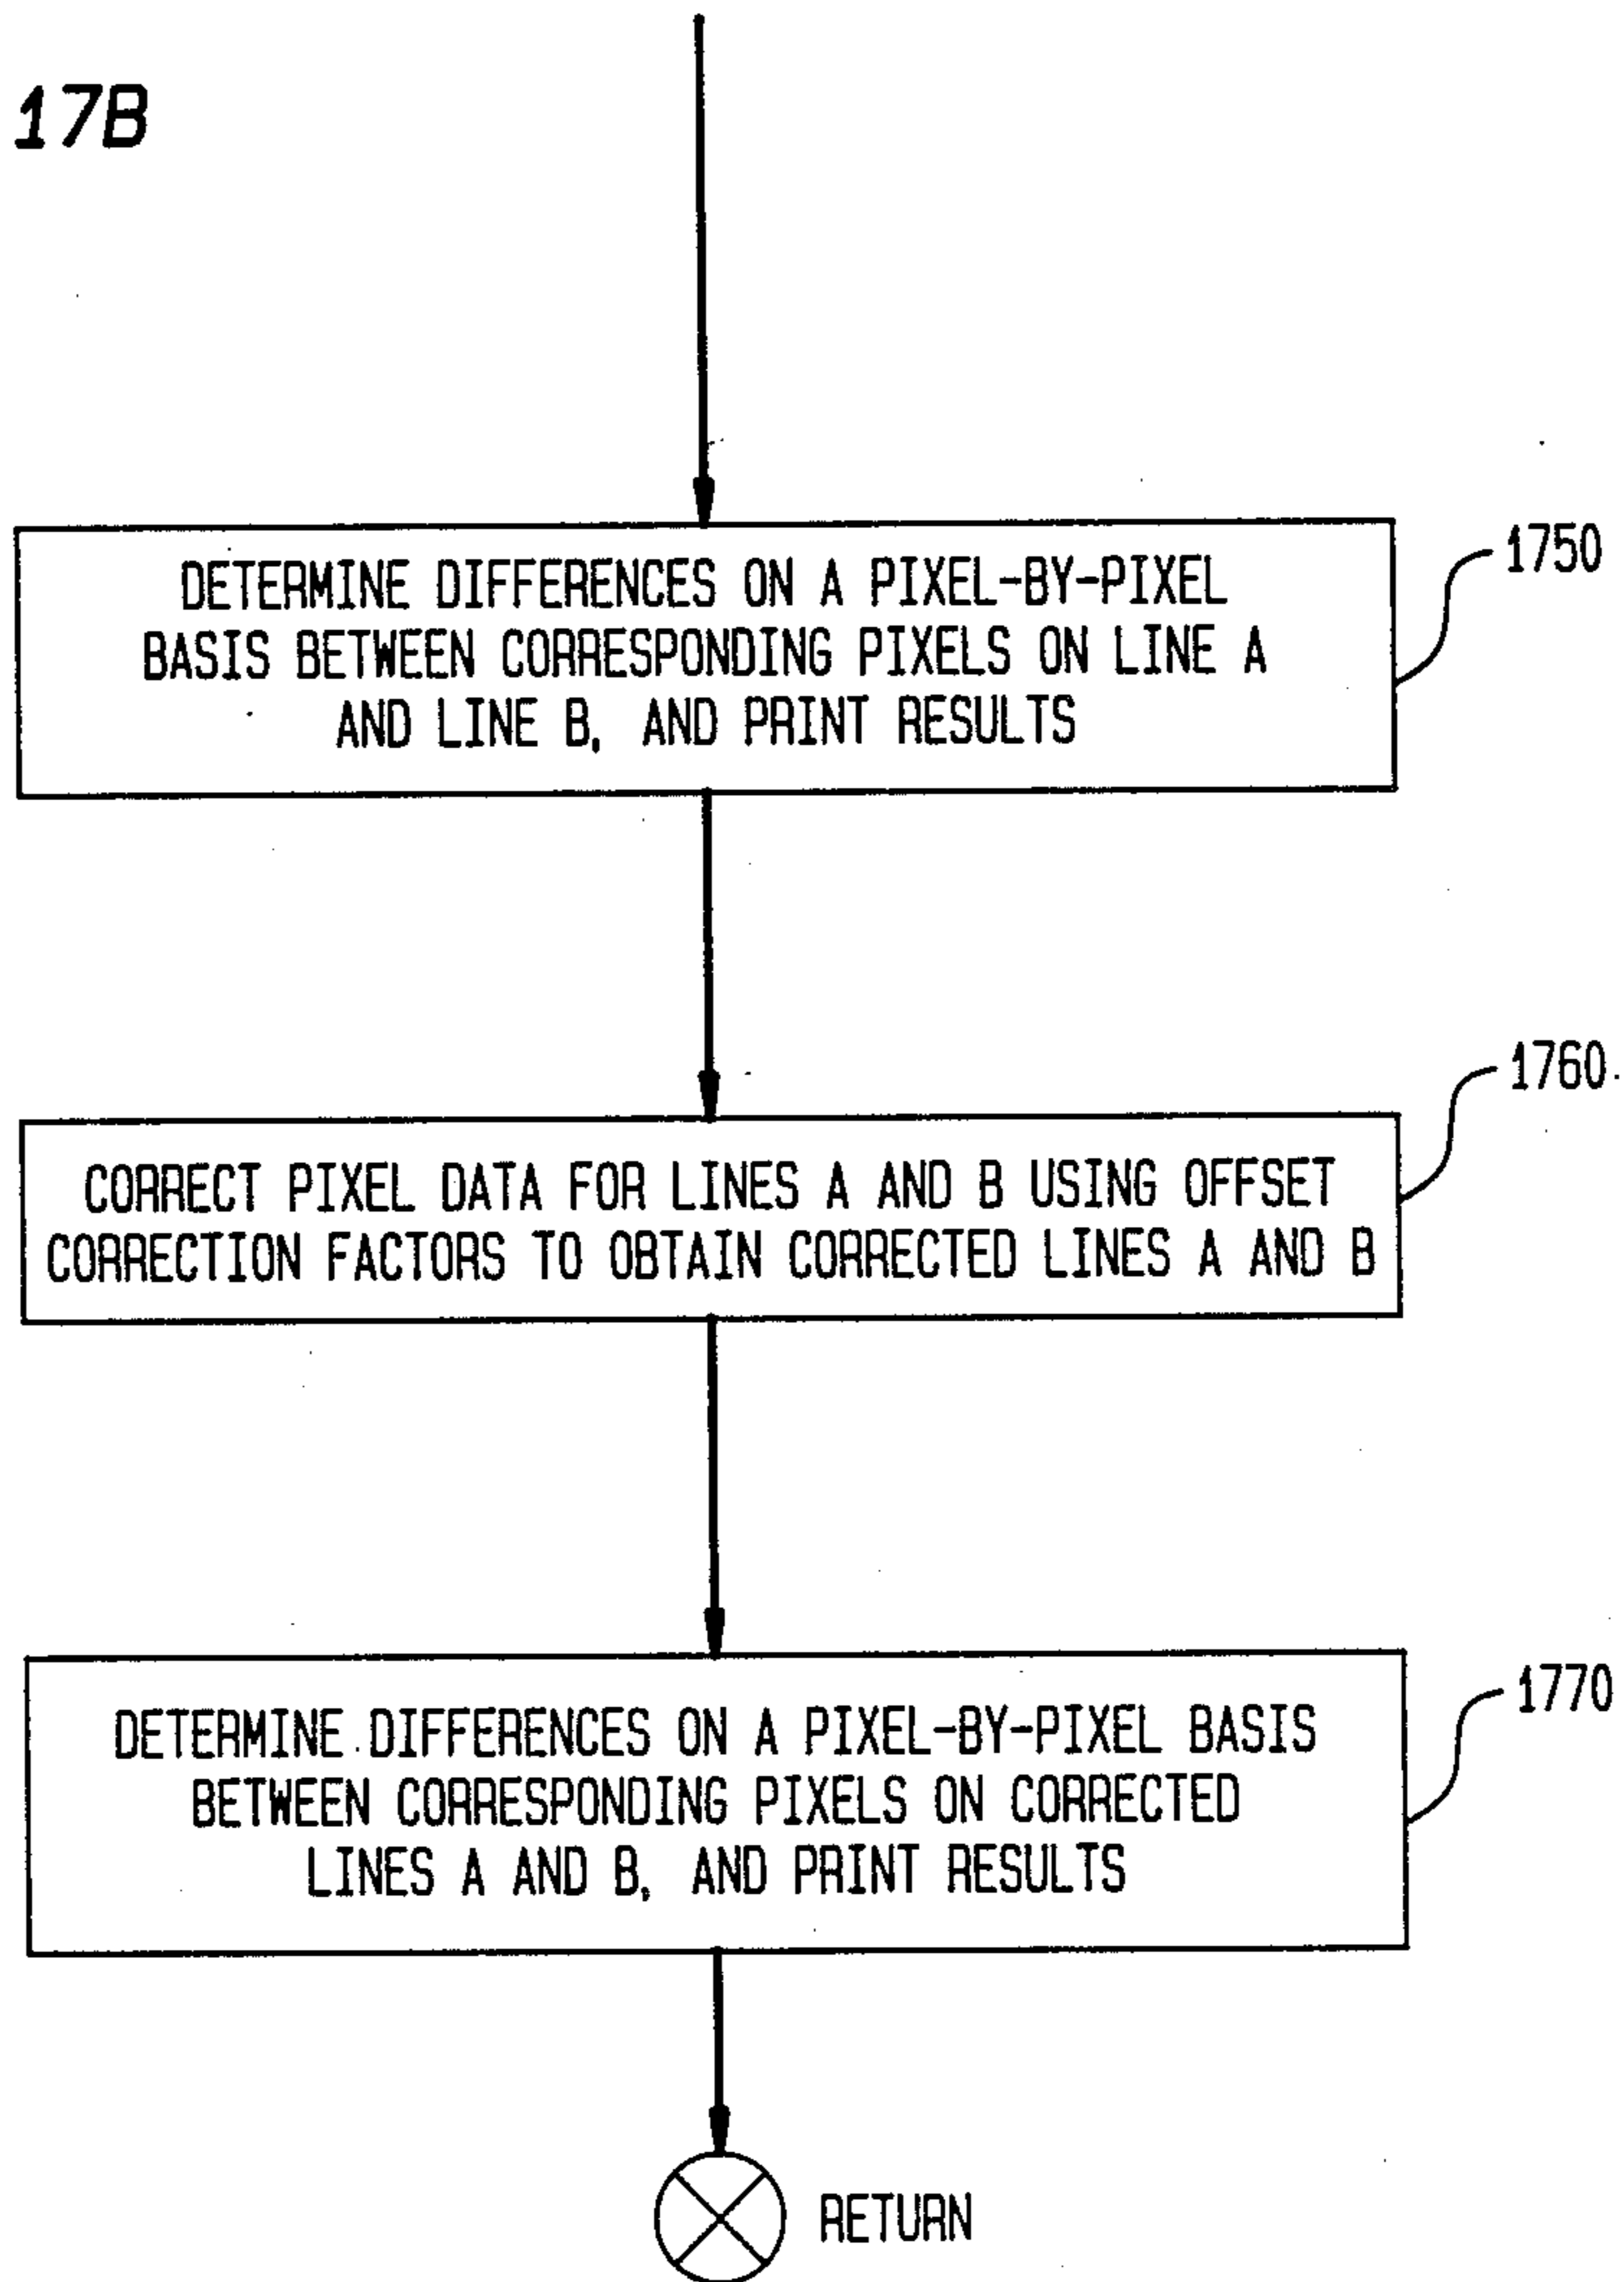 17B
DETERMINE DIFFERENCES ON A PIXEL-BY-PIXEL
BASIS BETWEEN CORRESPONDING PIXELS ON LINE A
AND LINE B, AND PRINT RESULTS
1750
CORRECT PIXEL DATA FOR LINES A AND B USING OFFSET
CORRECTION FACTORS TO OBTAIN CORRECTED LINES A AND B
1760
DETERMINE DIFFERENCES ON A PIXEL-BY-PIXEL BASIS
BETWEEN CORRESPONDING PIXELS ON CORRECTED
LINES A AND B, AND PRINT RESULTS
1770
RETURN